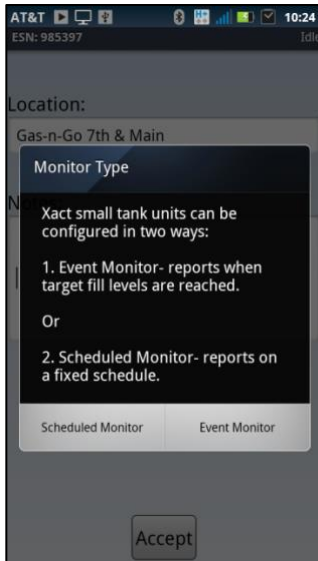 AT&T 10:24
ESN: 985397 Idle
Location:
Gas-n-Go 7th & Main
Monitor Type
Xact small tank units can be
configured in two ways:
1. Event Monitor- reports when
target fill levels are reached.
Or
2. Scheduled Monitor- reports on
a fixed schedule.
Scheduled Monitor Event Monitor
Accept